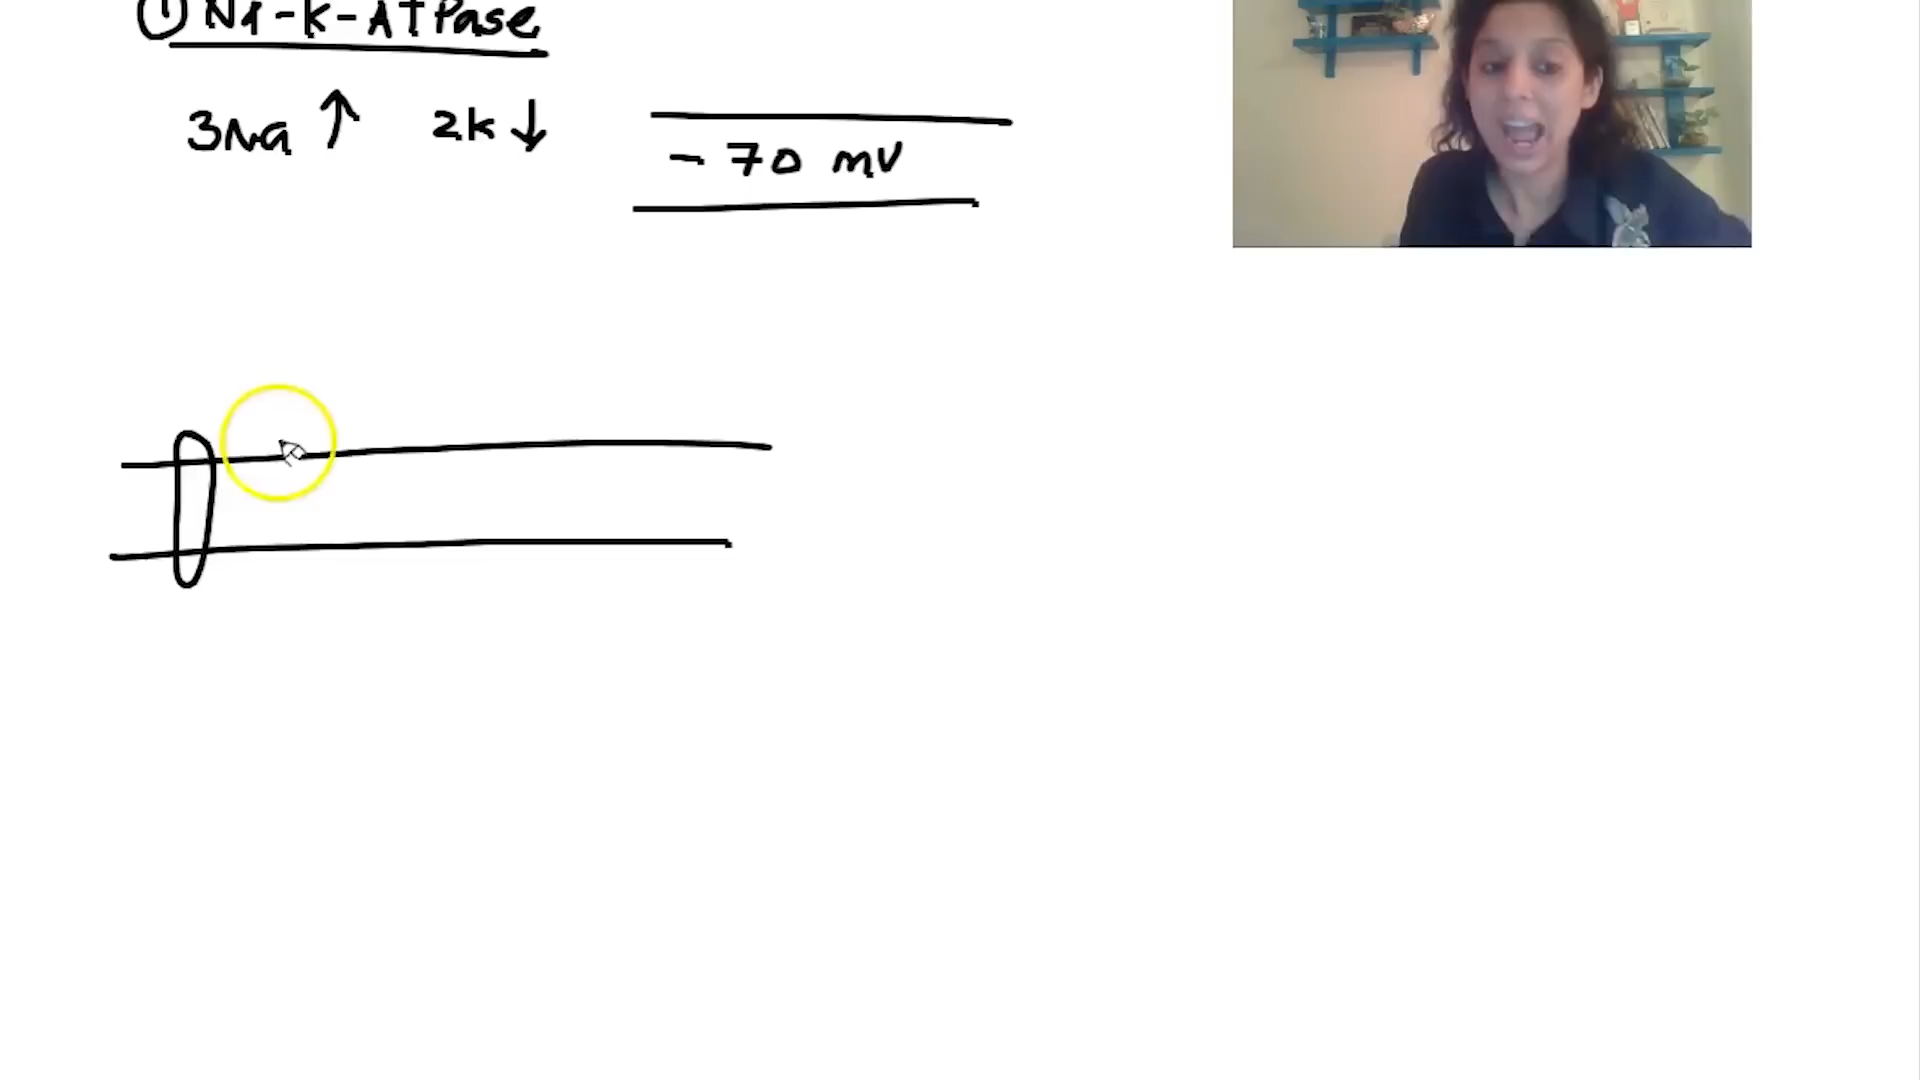 ① Na-K-ATPase
3Na ↑ 2K ↓
- 70 mV